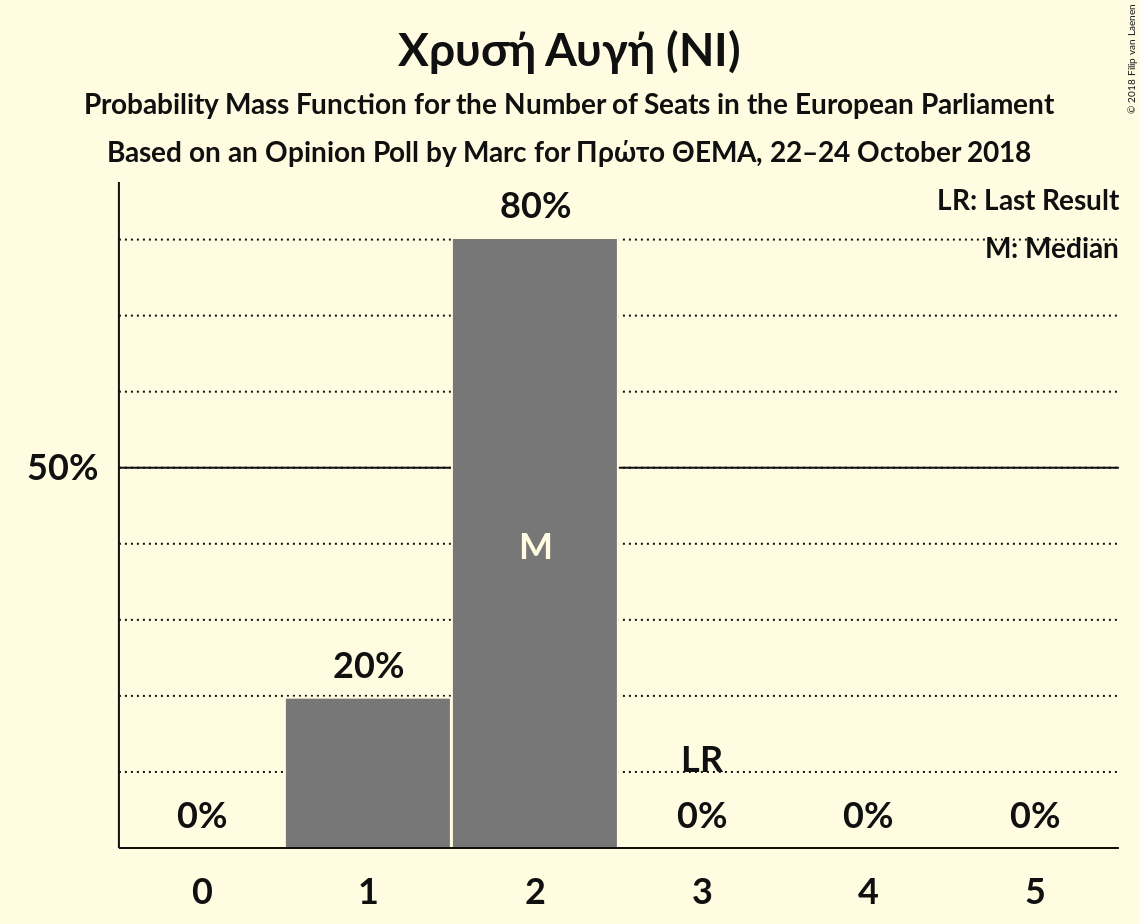 Χρυσή Αυγή (NI)
Probability Mass Function for the Number of Seats in the European Parliament
Based on an Opinion Poll by Marc for Πρώτο ΘΕΜΑ, 22–24 October 2018
© 2018 Filip van Laenen
LR: Last Result
M: Median
80%
50%
M
20%
LR
0%
0%
0%
0%
0 1 2 3 4 5